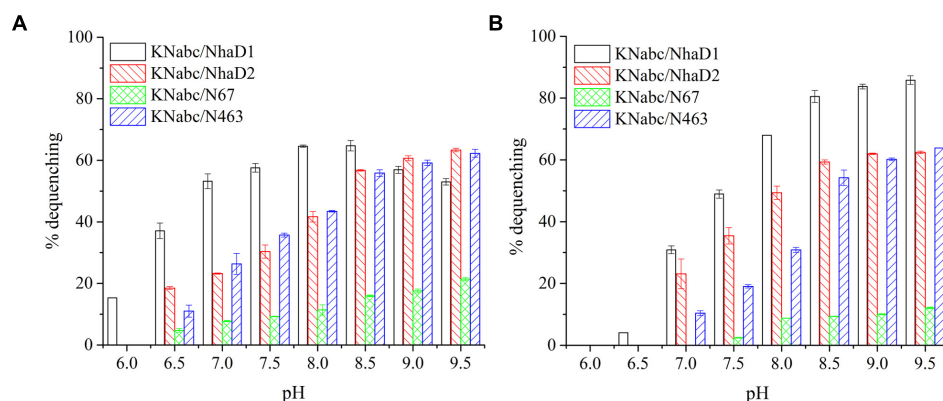 A
100
80
60
40
20
0
% dequenching
KNabc/NhaD1
KNabc/NhaD2
KNabc/N67
KNabc/N463
6.0 6.5 7.0 7.5 8.0 8.5 9.0 9.5
pH
B
100
80
60
40
20
0
% dequenching
KNabc/NhaD1
KNabc/NhaD2
KNabc/N67
KNabc/N463
6.0 6.5 7.0 7.5 8.0 8.5 9.0 9.5
pH